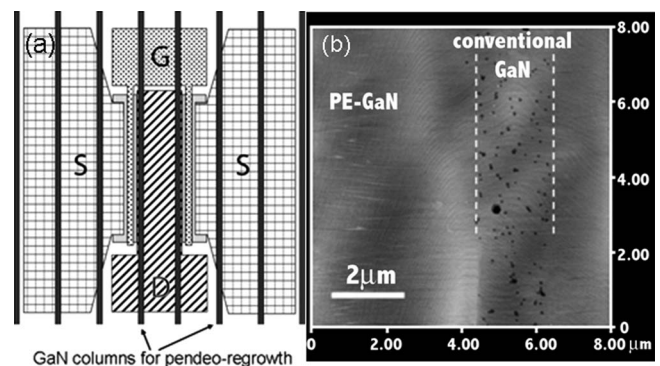 (a)
G
S
S
D
GaN columns for pendeo-regrowth
(b)
conventional
GaN
PE-GaN
2μm
8.00
6.00
4.00
2.00
0
0
2.00
4.00
6.00
8.00 μm